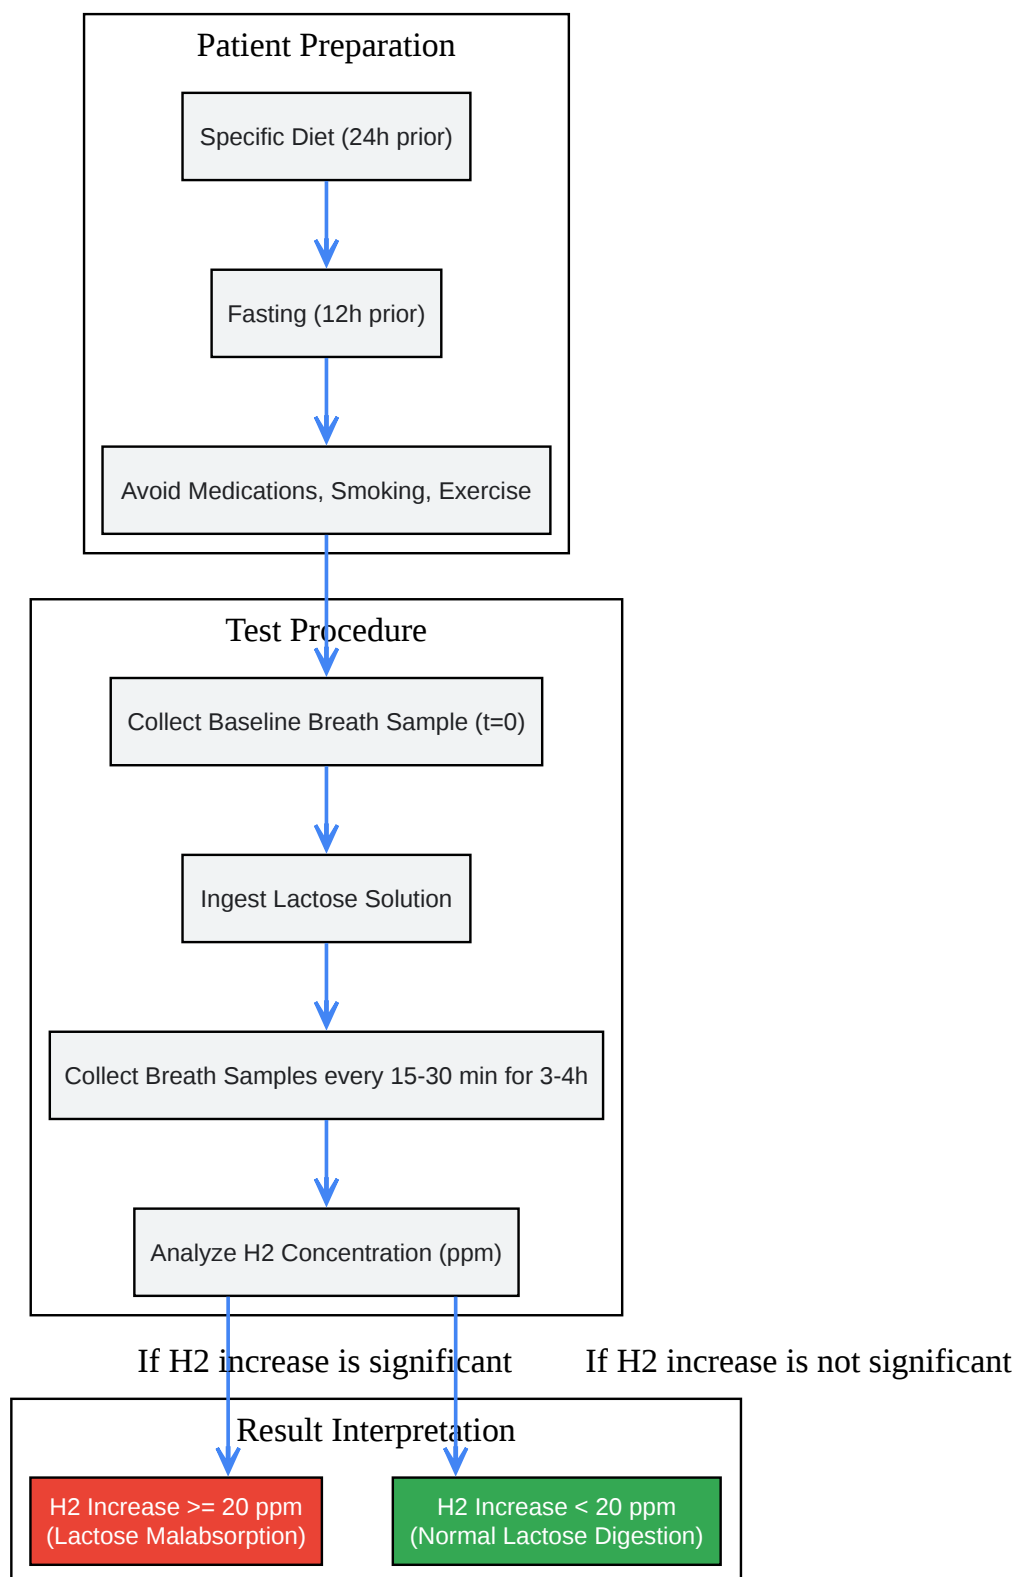 Patient Preparation
Specific Diet (24h prior)
Fasting (12h prior)
Avoid Medications, Smoking, Exercise
Test Procedure
Collect Baseline Breath Sample (t=0)
Ingest Lactose Solution
Collect Breath Samples every 15-30 min for 3-4h
Analyze H2 Concentration (ppm)
If H2 increase is significant
If H2 increase is not significant
Result Interpretation
H2 Increase >= 20 ppm
(Lactose Malabsorption)
H2 Increase < 20 ppm
(Normal Lactose Digestion)